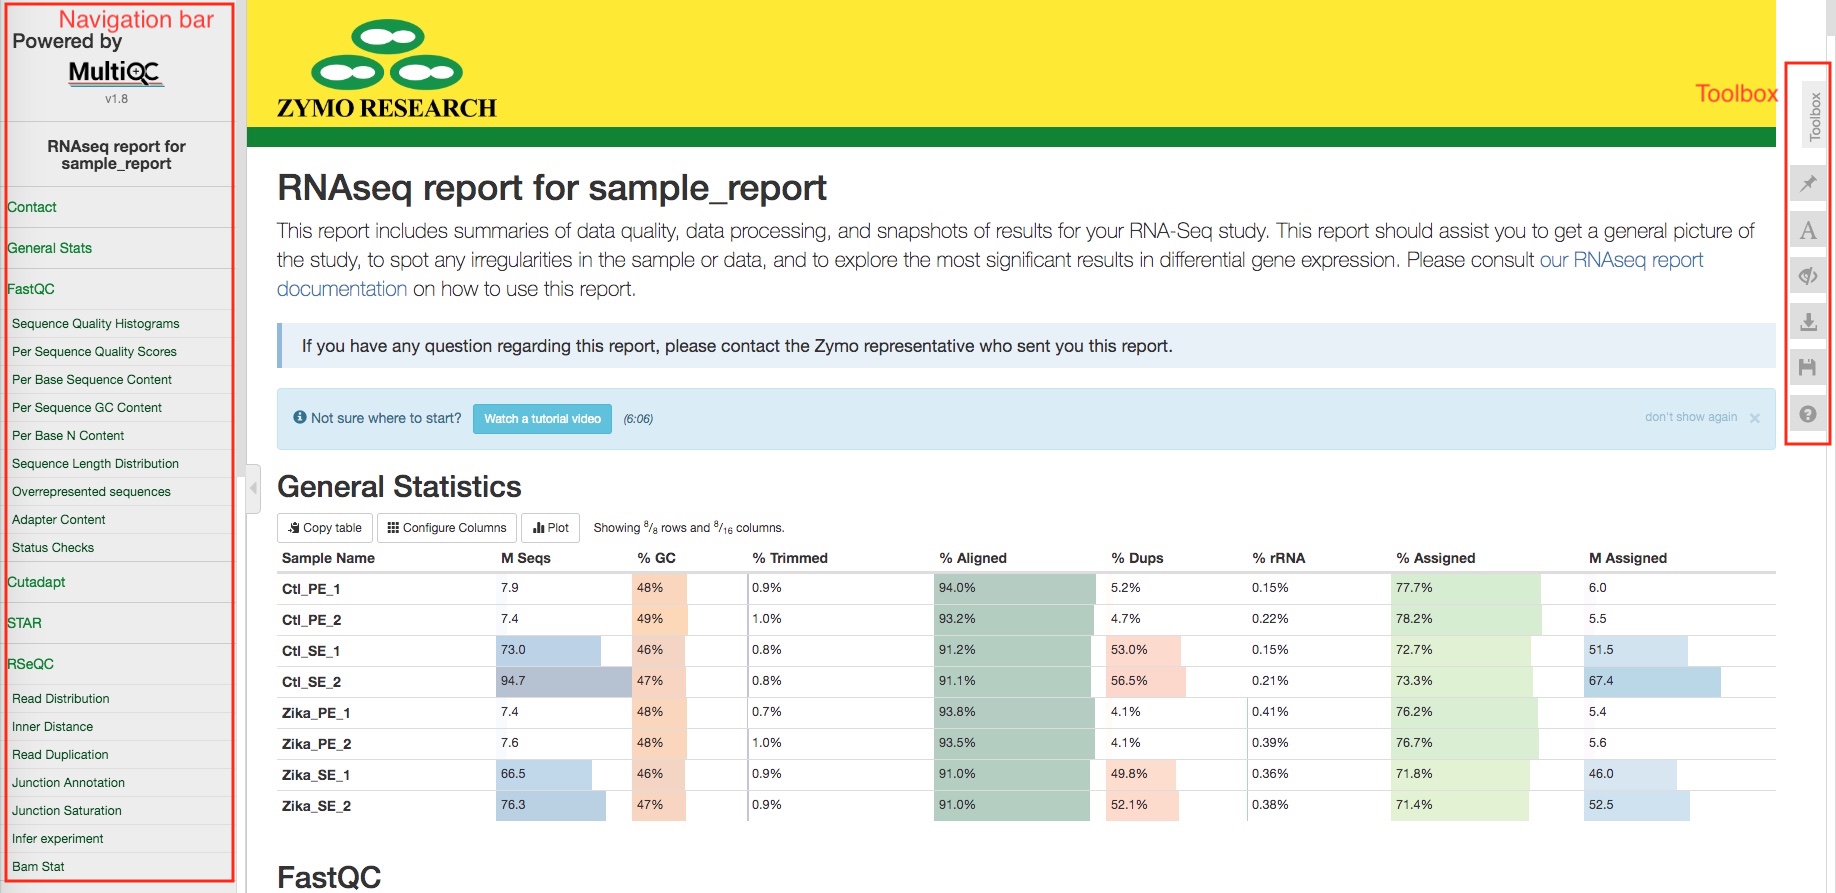 Navigation bar
Powered by
MultiQC
v1.8
RNAseq report for
sample_report
Contact
General Stats
FastQC
Sequence Quality Histograms
Per Sequence Quality Scores
Per Base Sequence Content
Per Sequence GC Content
Per Base N Content
Sequence Length Distribution
Overrepresented sequences
Adapter Content
Status Checks
Cutadapt
STAR
RSeQC
Read Distribution
Inner Distance
Read Duplication
Junction Annotation
Junction Saturation
Infer experiment
Bam Stat
ZYMO RESEARCH
RNAseq report for sample_report
This report includes summaries of data quality, data processing, and snapshots of results for your RNA-Seq study. This report should assist you to get a general picture of
the study, to spot any irregularities in the sample or data, and to explore the most significant results in differential gene expression. Please consult our RNAseq report
documentation on how to use this report.
If you have any question regarding this report, please contact the Zymo representative who sent you this report.
Not sure where to start? Watch a tutorial video (6:06) don't show again ×
General Statistics
Copy table Configure Columns Plot Showing 8/8 rows and 8/16 columns.
Sample Name M Seqs % GC % Trimmed % Aligned % Dups % rRNA % Assigned M Assigned
Ctl_PE_1 7.9 48% 0.9% 94.0% 5.2% 0.15% 77.7% 6.0
Ctl_PE_2 7.4 49% 1.0% 93.2% 4.7% 0.22% 78.2% 5.5
Ctl_SE_1 73.0 46% 0.8% 91.2% 53.0% 0.15% 72.7% 51.5
Ctl_SE_2 94.7 47% 0.8% 91.1% 56.5% 0.21% 73.3% 67.4
Zika_PE_1 7.4 48% 0.7% 93.8% 4.1% 0.41% 76.2% 5.4
Zika_PE_2 7.6 48% 1.0% 93.5% 4.1% 0.39% 76.7% 5.6
Zika_SE_1 66.5 46% 0.9% 91.0% 49.8% 0.36% 71.8% 46.0
Zika_SE_2 76.3 47% 0.9% 91.0% 52.1% 0.38% 71.4% 52.5
FastQC
Toolbox
Toolbox
A